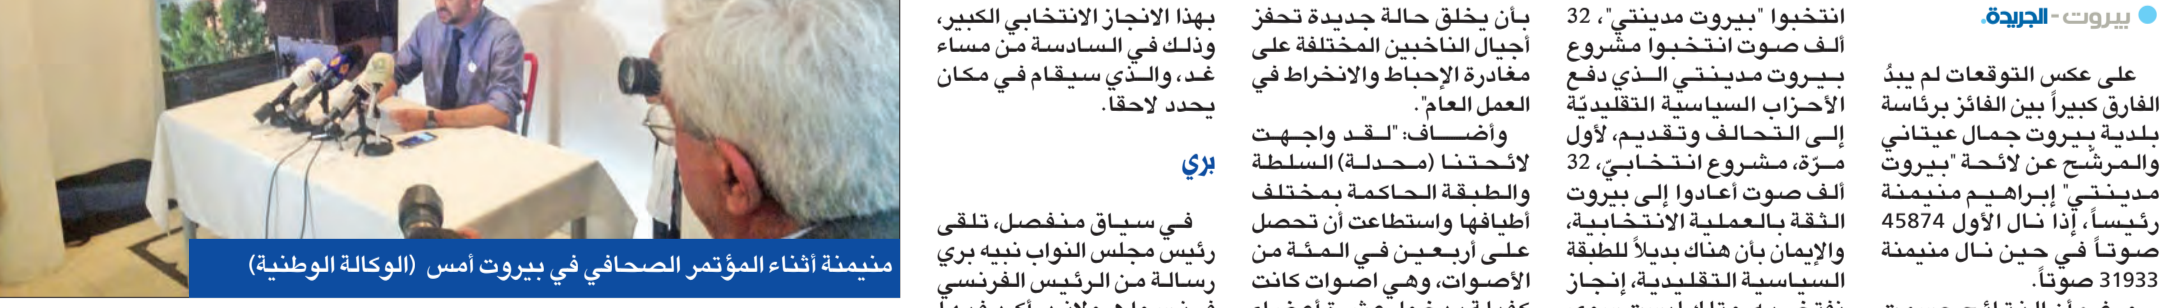 بيروت - الجريدة•
على عكس التوقعات لم يبدُ
الفارق كبيراً بين الفائز برئاسة
بلدية بيروت جمال عيتاني
والمرشّح عن لائحة "بيروت
مدينتي" إبراهيم منيمنة
رئيساً، إذا نال الأول 45874
صوتاً في حين نال منيمنة
31933 صوتاً.
انتخبوا "بيروت مدينتي"، 32
ألف صوت انتخبوا مشروع
بيروت مدينتي الذي دفع
الأحزاب السياسية التقليديّة
إلى التحالف وتقديم، لأول
مرّة، مشروع انتخابيّ، 32
ألف صوت أعادوا إلى بيروت
الثقة بالعملية الانتخابية،
والإيمان بأن هناك بديلاً للطبقة
السياسية التقليدية، إنجاز
بأن يخلق حالة جديدة تحفز
أجيال الناخبين المختلفة على
مغادرة الإحباط والانخراط في
العمل العام".
وأضاف: "لقد واجهت
لائحتنا (محدلة) السلطة
والطبقة الحاكمة بمختلف
أطيافها واستطاعت أن تحصل
على أربعين في المئة من
الأصوات، وهي اصوات كانت
بهذا الانجاز الانتخابي الكبير،
وذلك في السادسة من مساء
غد، والذي سيقام في مكان
يحدد لاحقا.
بري
في سياق منفصل، تلقى
رئيس مجلس النواب نبيه بري
رسالة من الرئيس الفرنسي
منيمنة أثناء المؤتمر الصحافي في بيروت أمس (الوكالة الوطنية)